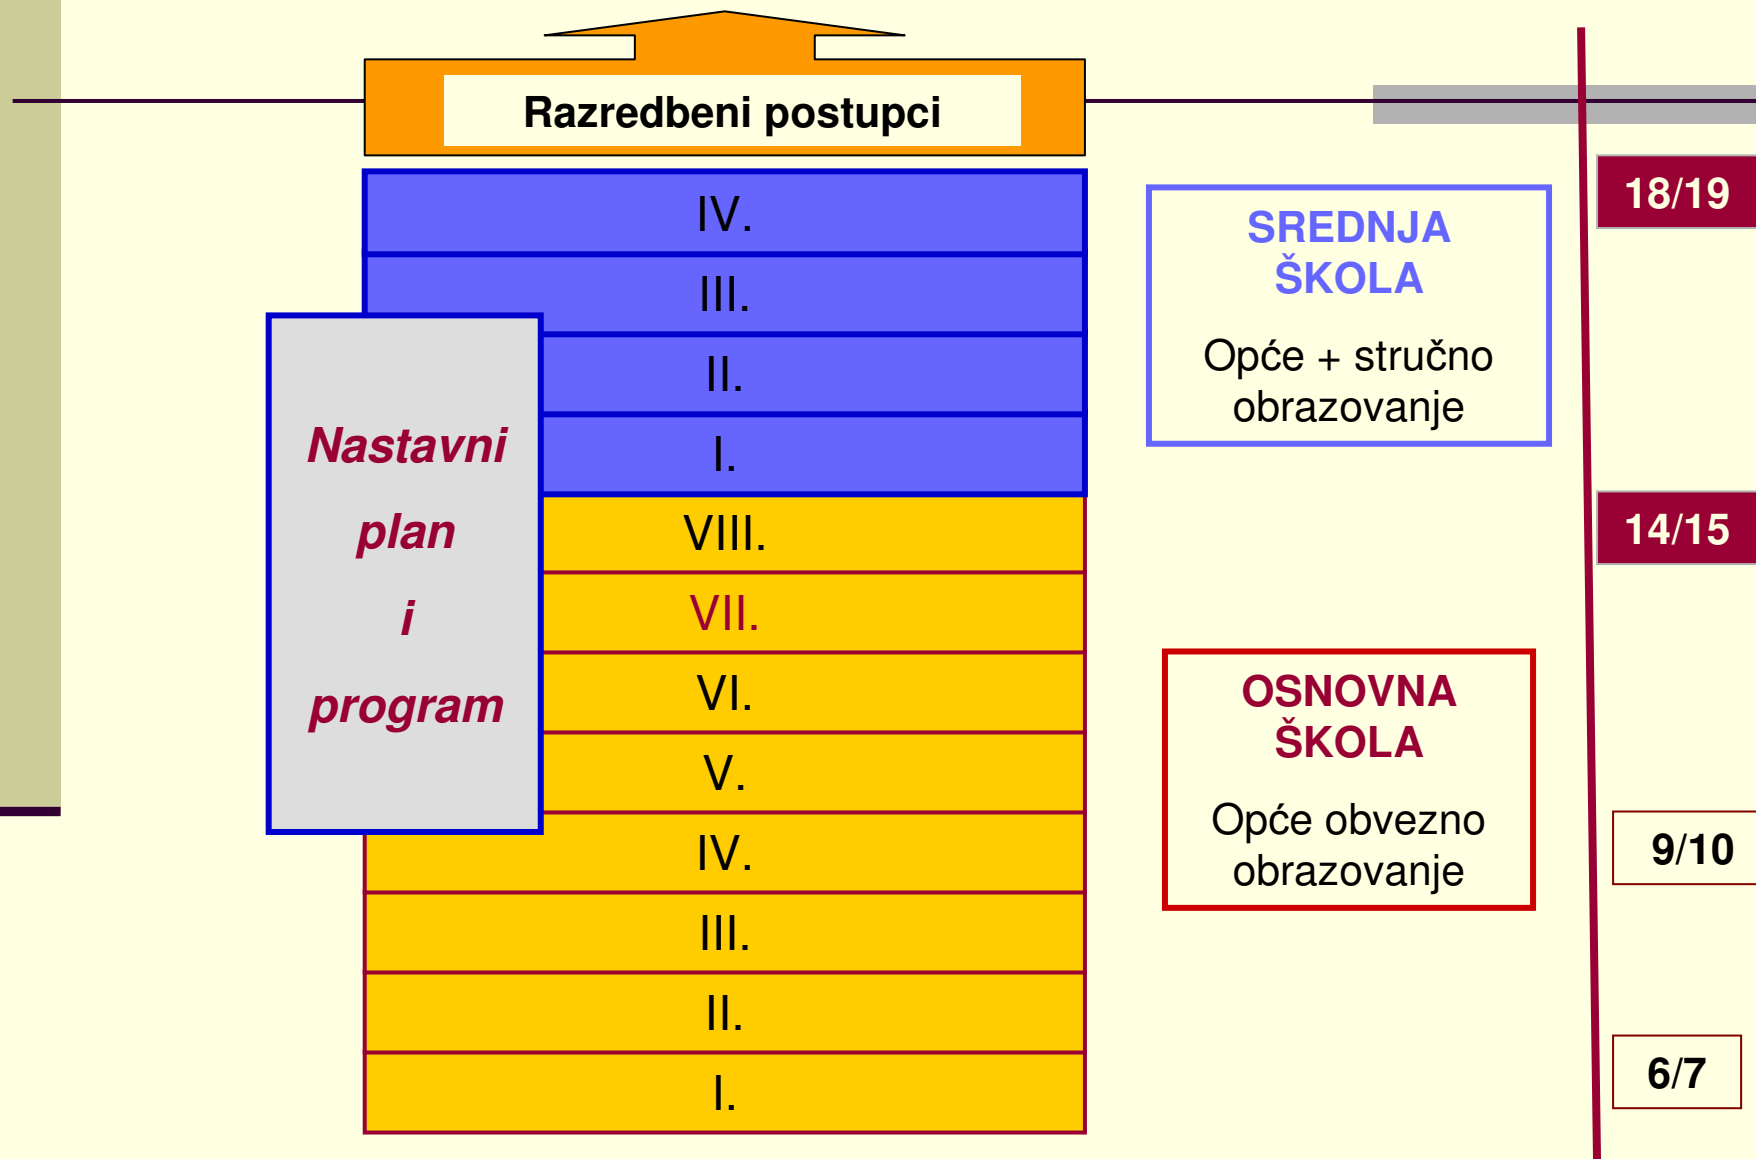 Razredbeni postupci
IV.
III.
II.
I.
VIII.
VII.
VI.
V.
IV.
III.
II.
I.
Nastavni
plan
i
program
SREDNJA
ŠKOLA
Opće + stručno
obrazovanje
OSNOVNA
ŠKOLA
Opće obvezno
obrazovanje
18/19
14/15
9/10
6/7